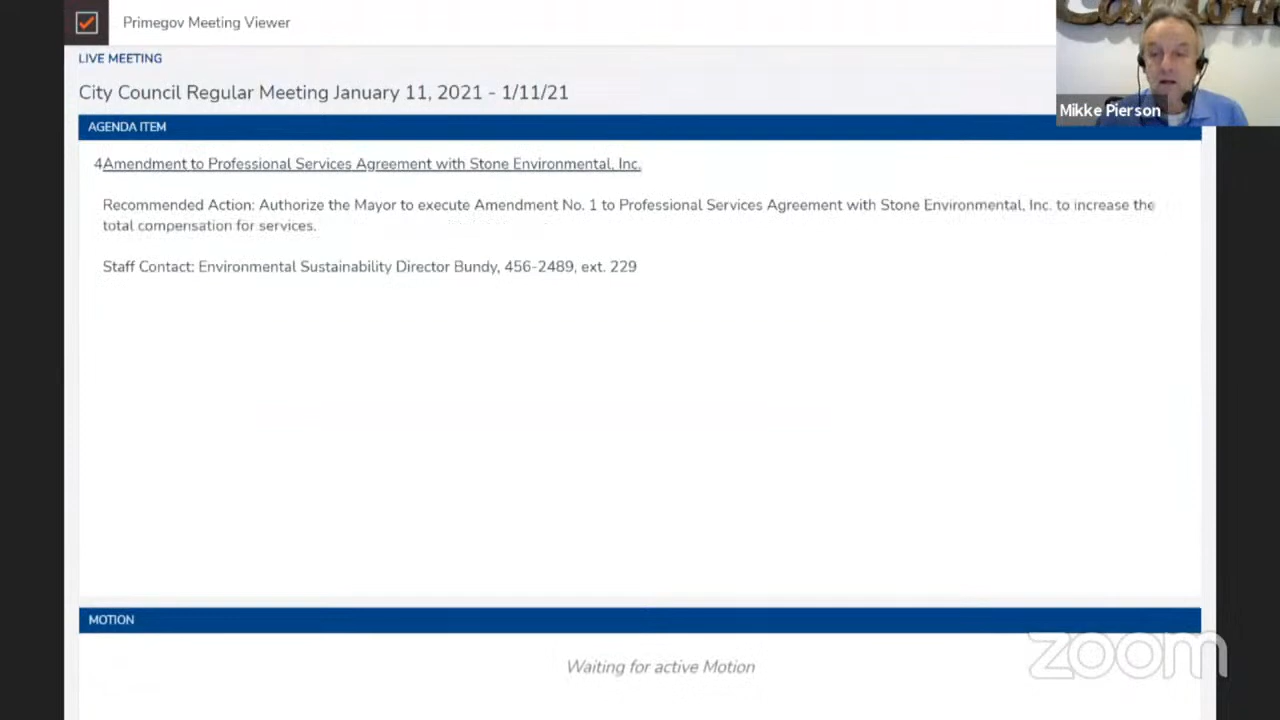 Primegov Meeting Viewer
LIVE MEETING
City Council Regular Meeting January 11, 2021 - 1/11/21
Mikke Pierson
AGENDA ITEM
4Amendment to Professional Services Agreement with Stone Environmental, Inc.
Recommended Action: Authorize the Mayor to execute Amendment No. 1 to Professional Services Agreement with Stone Environmental, Inc. to increase the
total compensation for services.
Staff Contact: Environmental Sustainability Director Bundy, 456-2489, ext. 229
MOTION
Waiting for active Motion
zoom